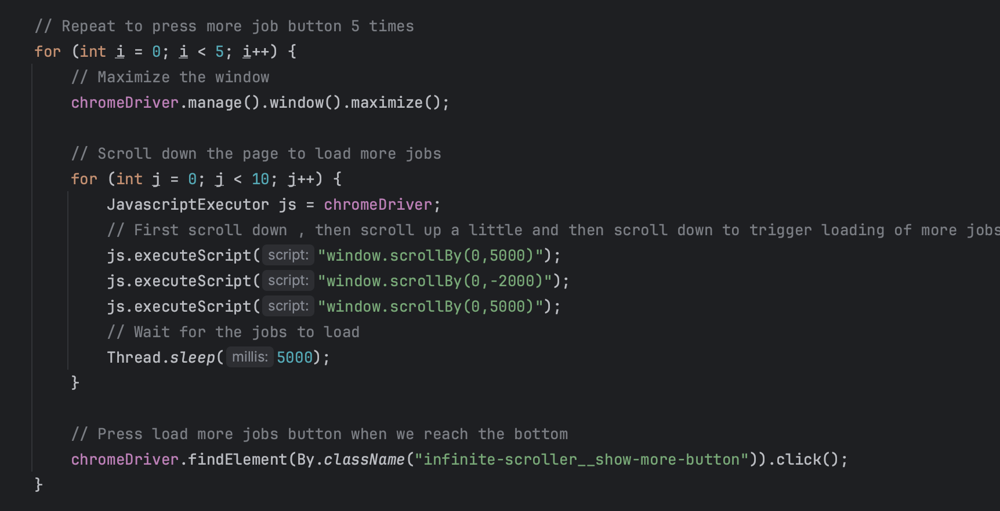 // Repeat to press more job button 5 times
for (int i = 0; i < 5; i++) {
// Maximize the window
chromeDriver.manage().window().maximize();
// Scroll down the page to load more jobs
for (int j = 0; j < 10; j++) {
JavascriptExecutor js = chromeDriver;
// First scroll down , then scroll up a little and then scroll down to trigger loading of more jobs
js.executeScript( script: "window.scrollBy(0,5000)");
js.executeScript( script: "window.scrollBy(0,-2000)");
js.executeScript( script: "window.scrollBy(0,5000)");
// Wait for the jobs to load
Thread.sleep( millis: 5000);
}
// Press load more jobs button when we reach the bottom
chromeDriver.findElement(By.className("infinite-scroller__show-more-button")).click();
}